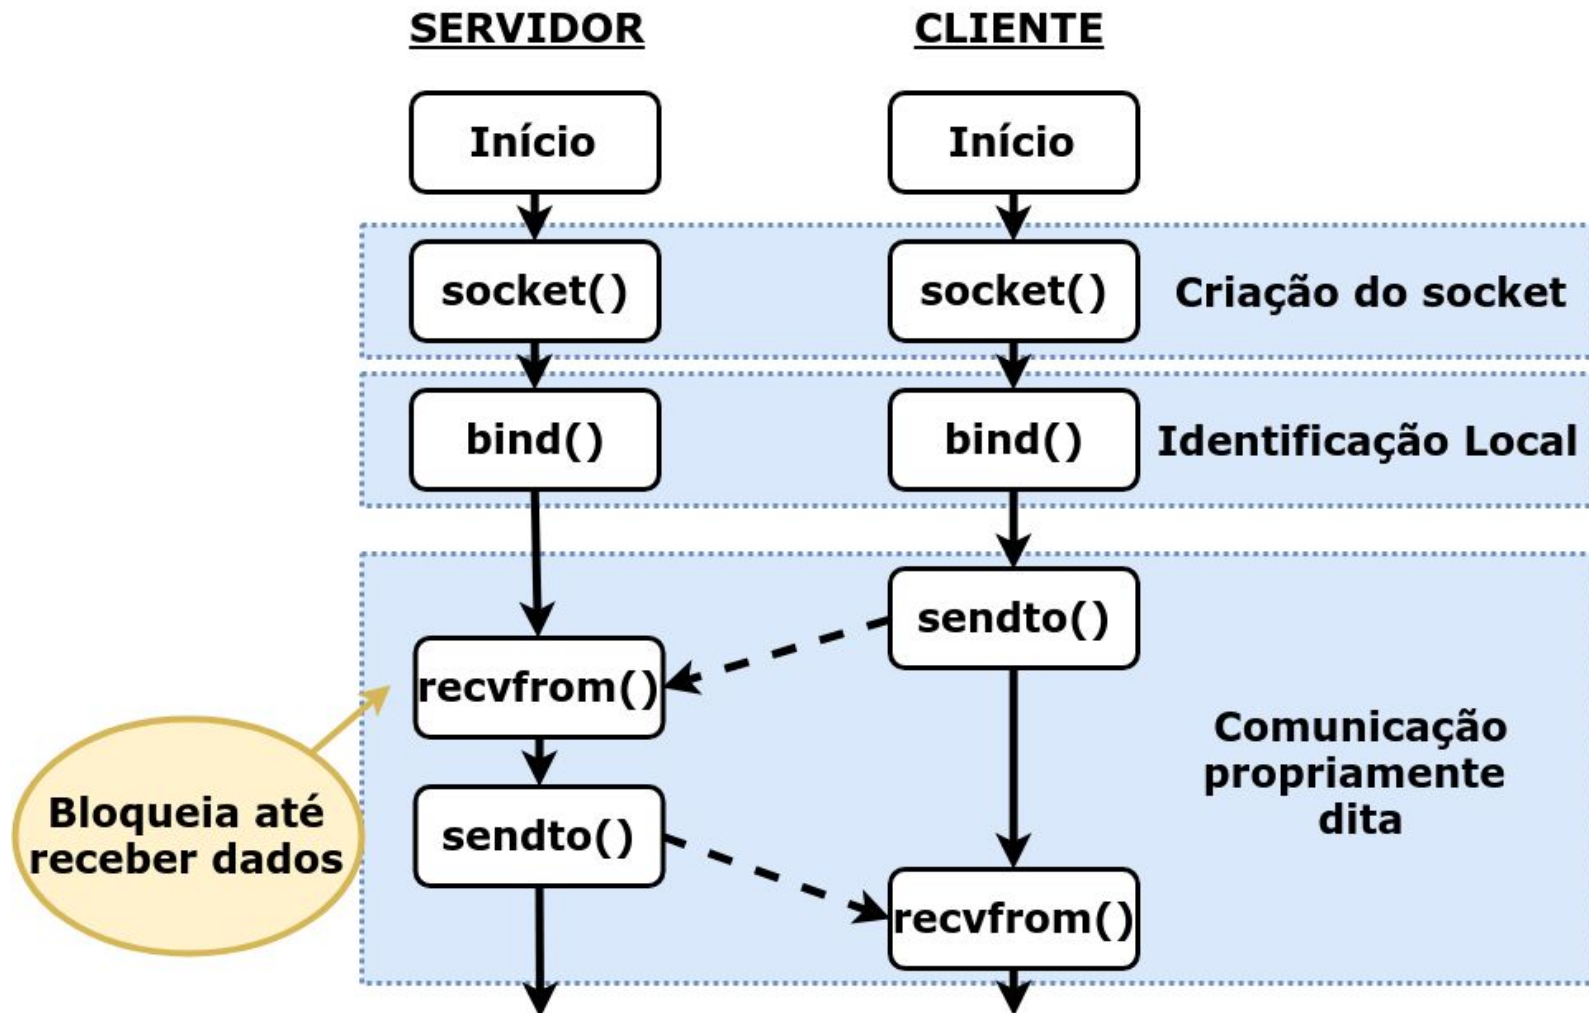 SERVIDOR
CLIENTE
Início
Início
socket()
socket()
Criação do socket
bind()
bind()
Identificação Local
sendto()
recvfrom()
Comunicação
propriamente
dita
Bloqueia até
receber dados
sendto()
recvfrom()